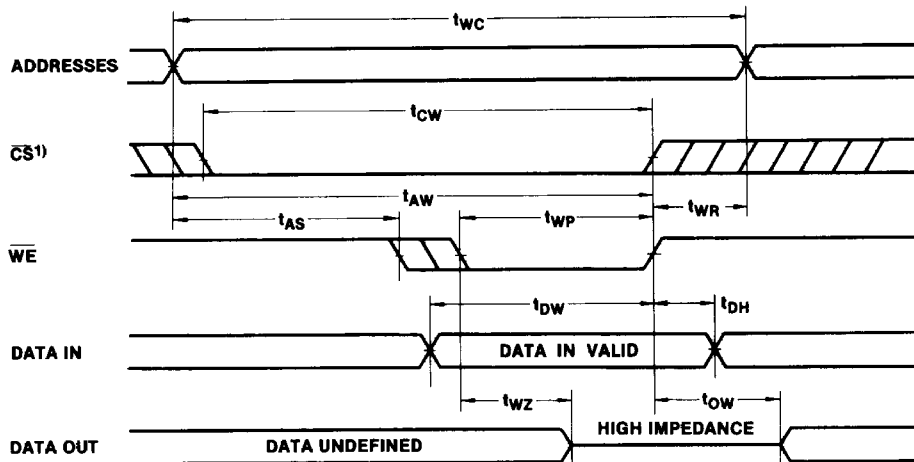 tWC
ADDRESSES
tCW
CS1)
tAW
tAS
tWP
tWR
WE
tDW
tDH
DATA IN
DATA IN VALID
tWZ
tOW
DATA OUT
DATA UNDEFINED
HIGH IMPEDANCE